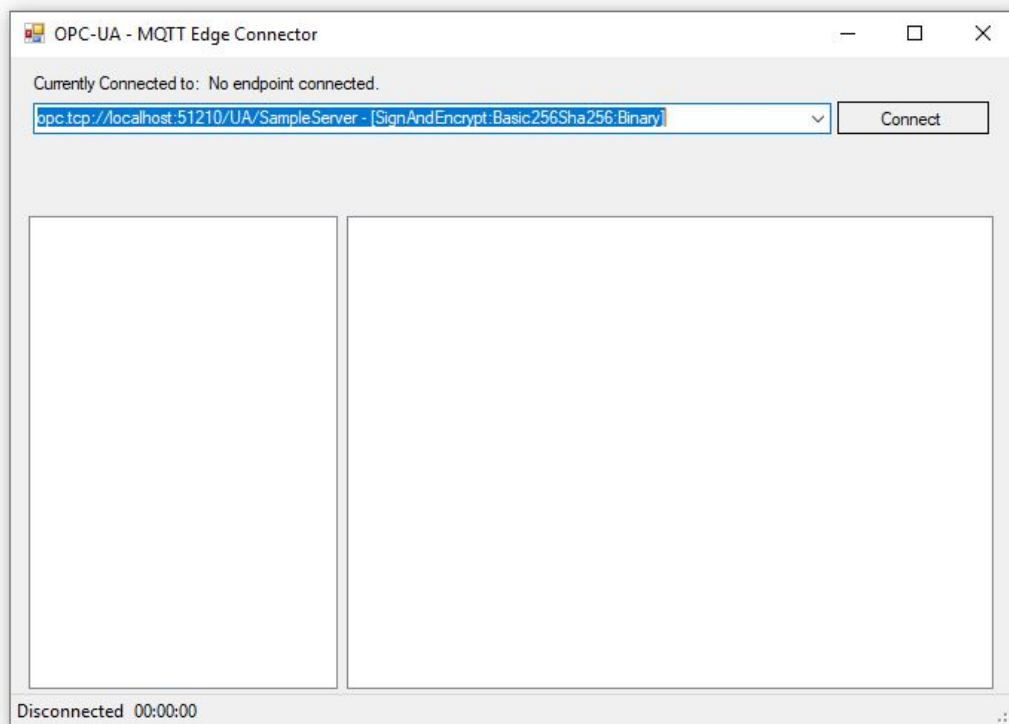 OPC-UA - MQTT Edge Connector
Currently Connected to: No endpoint connected.
opc.tcp://localhost:51210/UA/SampleServer - [SignAndEncrypt:Basic256Sha256:Binary]
Connect
Disconnected 00:00:00